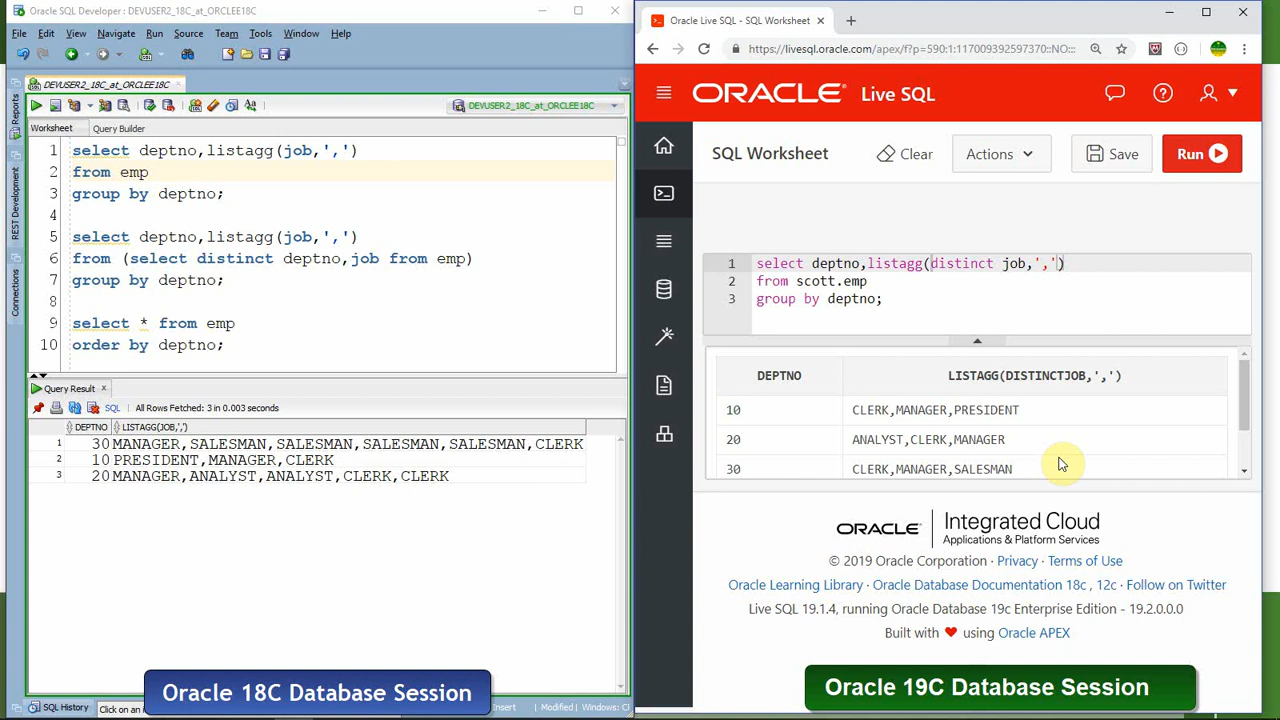 Oracle SQL Developer : DEVUSER2_18C_at_ORCLEE18C
File Edit View Navigate Run Source Team Tools Window Help
DEVUSER2_18C_at_ORCLEE18C
DEVUSER2_18C_at_ORCLEE18C
Worksheet Query Builder
Reports
REST Development
Connections
1 select deptno,listagg(job,',')
2 from emp
3 group by deptno;
4
5 select deptno,listagg(job,',')
6 from (select distinct deptno,job from emp)
7 group by deptno;
8
9 select * from emp
10 order by deptno;
Query Result
SQL | All Rows Fetched: 3 in 0.003 seconds
DEPTNO LISTAGG(JOB,',')
1 30 MANAGER,SALESMAN,SALESMAN,SALESMAN,SALESMAN,CLERK
2 10 PRESIDENT,MANAGER,CLERK
3 20 MANAGER,ANALYST,ANALYST,CLERK,CLERK
Oracle 18C Database Session
SQL History Click on an Insert Modified Windows: C
Oracle Live SQL - SQL Worksheet
https://livesql.oracle.com/apex/f?p=590:1:117009392597370::NO:::
ORACLE Live SQL
SQL Worksheet Clear Actions Save Run
1 select deptno,listagg(distinct job,',')
2 from scott.emp
3 group by deptno;
DEPTNO LISTAGG(DISTINCTJOB,',')
10 CLERK,MANAGER,PRESIDENT
20 ANALYST,CLERK,MANAGER
30 CLERK,MANAGER,SALESMAN
ORACLE Integrated Cloud
Applications & Platform Services
© 2019 Oracle Corporation · Privacy · Terms of Use
Oracle Learning Library · Oracle Database Documentation 18c , 12c · Follow on Twitter
Live SQL 19.1.4, running Oracle Database 19c Enterprise Edition - 19.2.0.0.0
Built with ❤ using Oracle APEX
Oracle 19C Database Session